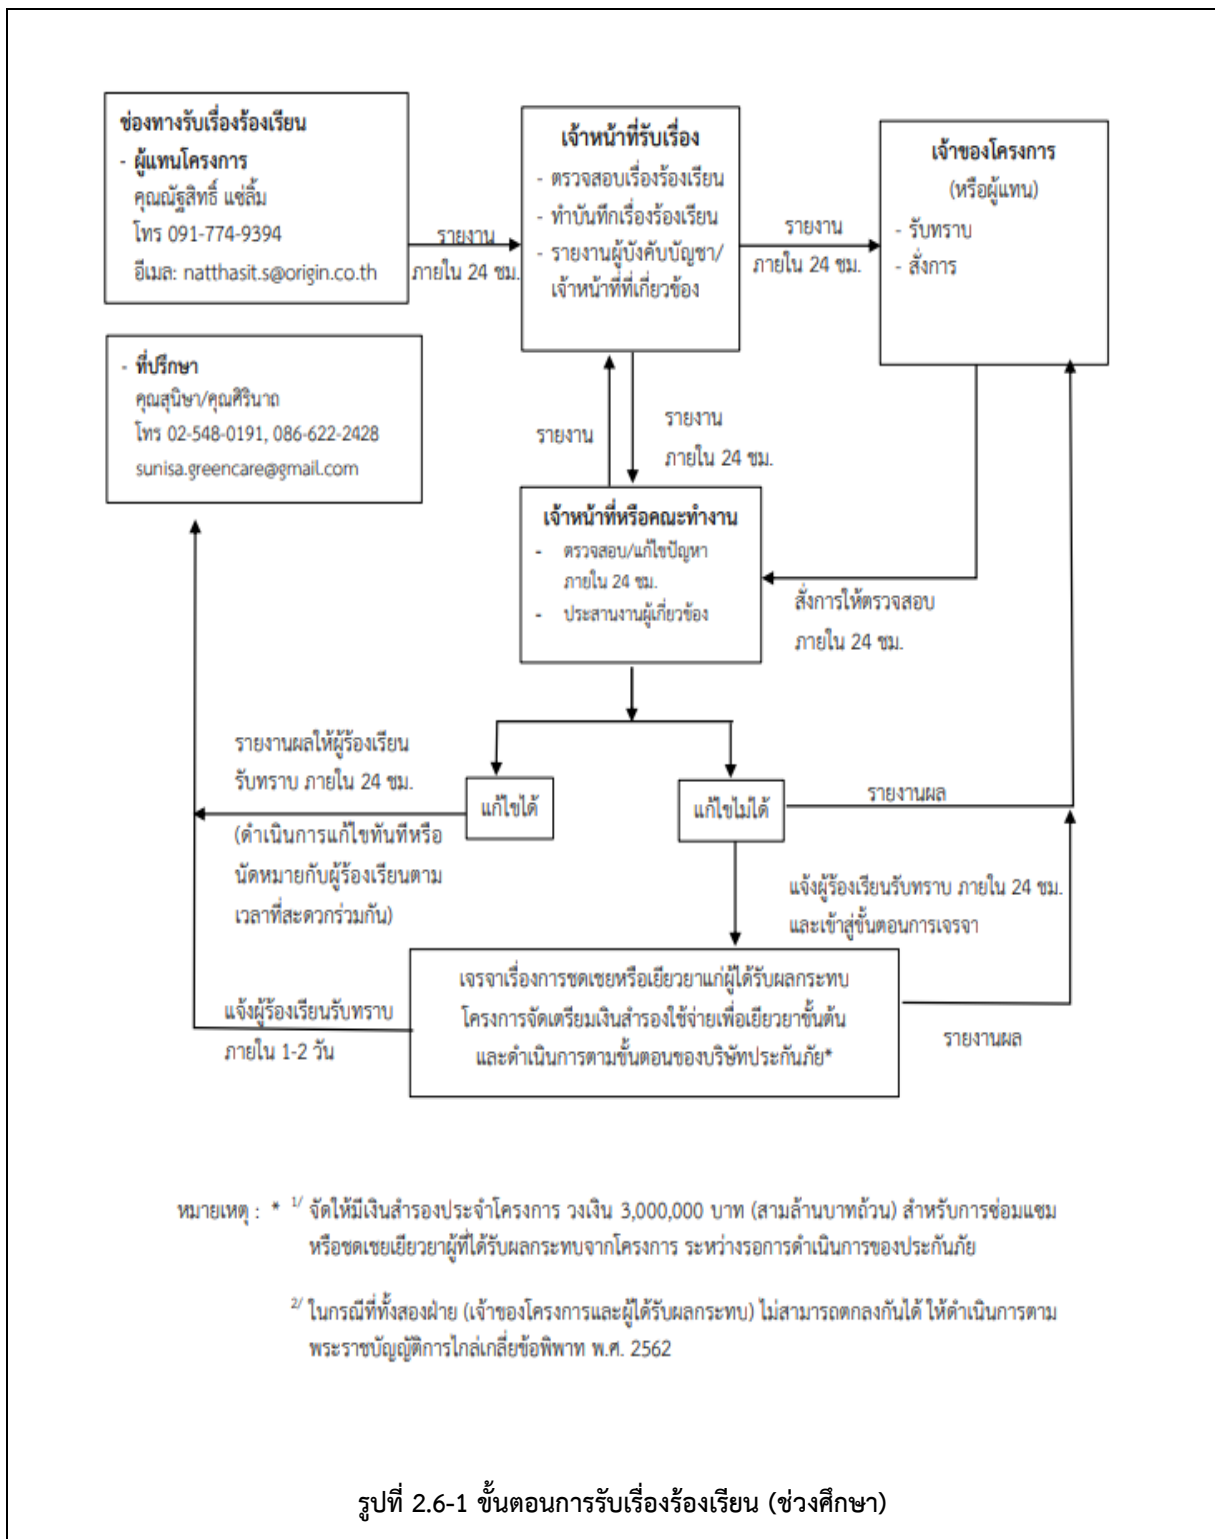 ช่องทางรับเรื่องร้องเรียน
- ผู้แทนโครงการ
คุณณัฐสิทธิ์ แซ่ลิ้ม
โทร 091-774-9394
อีเมล: natthasit.s@origin.co.th
รายงาน
ภายใน 24 ชม.
เจ้าหน้าที่รับเรื่อง
- ตรวจสอบเรื่องร้องเรียน
- ทำบันทึกเรื่องร้องเรียน
- รายงานผู้บังคับบัญชา/
เจ้าหน้าที่ที่เกี่ยวข้อง
รายงาน
ภายใน 24 ชม.
เจ้าของโครงการ
(หรือผู้แทน)
- รับทราบ
- สั่งการ
- ที่ปรึกษา
คุณสุนิษา/คุณศิรินาถ
โทร 02-548-0191, 086-622-2428
sunisa.greencare@gmail.com
รายงาน
รายงาน
ภายใน 24 ชม.
เจ้าหน้าที่หรือคณะทำงาน
- ตรวจสอบ/แก้ไขปัญหา
ภายใน 24 ชม.
- ประสานงานผู้เกี่ยวข้อง
สั่งการให้ตรวจสอบ
ภายใน 24 ชม.
รายงานผลให้ผู้ร้องเรียน
รับทราบ ภายใน 24 ชม.
(ดำเนินการแก้ไขทันทีหรือ
นัดหมายกับผู้ร้องเรียนตาม
เวลาที่สะดวกร่วมกัน)
แก้ไขได้
แก้ไขไม่ได้
รายงานผล
แจ้งผู้ร้องเรียนรับทราบ ภายใน 24 ชม.
และเข้าสู่ขั้นตอนการเจรจา
แจ้งผู้ร้องเรียนรับทราบ
ภายใน 1-2 วัน
เจรจาเรื่องการชดเชยหรือเยียวยาแก่ผู้ได้รับผลกระทบ
โครงการจัดเตรียมเงินสำรองใช้จ่ายเพื่อเยียวยาขั้นต้น
และดำเนินการตามขั้นตอนของบริษัทประกันภัย*
รายงานผล
หมายเหตุ : * 1/ จัดให้มีเงินสำรองประจำโครงการ วงเงิน 3,000,000 บาท (สามล้านบาทถ้วน) สำหรับการซ่อมแซม
หรือชดเชยเยียวยาผู้ที่ได้รับผลกระทบจากโครงการ ระหว่างรอการดำเนินการของประกันภัย
2/ ในกรณีที่ทั้งสองฝ่าย (เจ้าของโครงการและผู้ได้รับผลกระทบ) ไม่สามารถตกลงกันได้ ให้ดำเนินการตาม
พระราชบัญญัติการไกล่เกลี่ยข้อพิพาท พ.ศ. 2562
รูปที่ 2.6-1 ขั้นตอนการรับเรื่องร้องเรียน (ช่วงศึกษา)